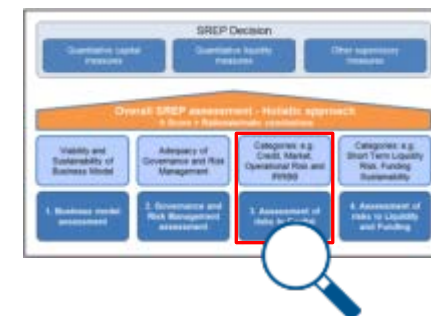 SREP Decision
Quantitative capital
measures
Quantitative liquidity
measures
Other supervisory
measures
Overall SREP assessment - Holistic approach
Viability and
Sustainability of
Business Model
Adequacy of
Governance and Risk
Management
Categories: e.g.
Credit, Market,
Operational Risk and
IRRBB
Categories: e.g.
Short Term Liquidity
Risk, Funding
Sustainability
1. Business model
assessment
2. Governance and
Risk Management
assessment
3. Assessment of
risks to Capital
4. Assessment of
risks to Liquidity
and Funding